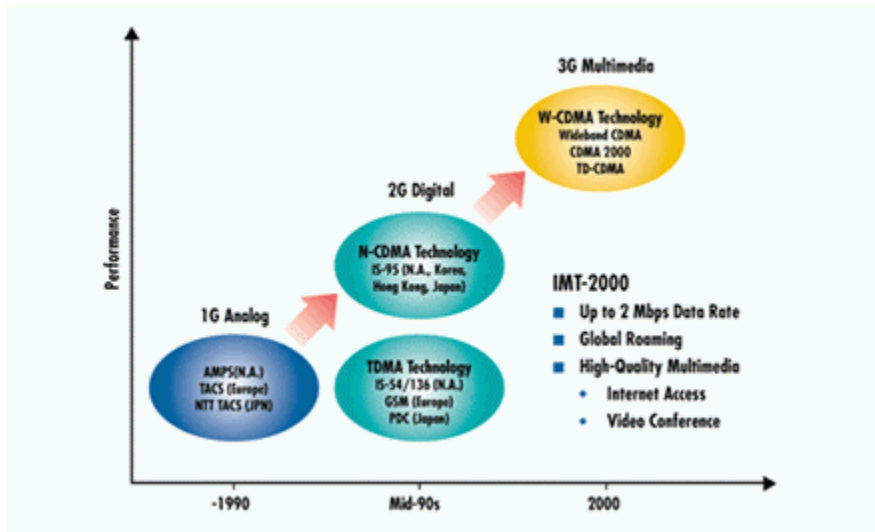 3G Multimedia
W-CDMA Technology
Wideband CDMA
CDMA 2000
TD-CDMA
2G Digital
N-CDMA Technology
IS-95 (N.A., Korea,
Hong Kong, Japan)
Performance
1G Analog
AMPS(N.A.)
TACS (Europe)
NTT TACS (JPN)
TDMA Technology
IS-54/136 (N.A.)
GSM (Europe)
PDC (Japan)
IMT-2000
Up to 2 Mbps Data Rate
Global Roaming
High-Quality Multimedia
Internet Access
Video Conference
-1990
Mid-90s
2000